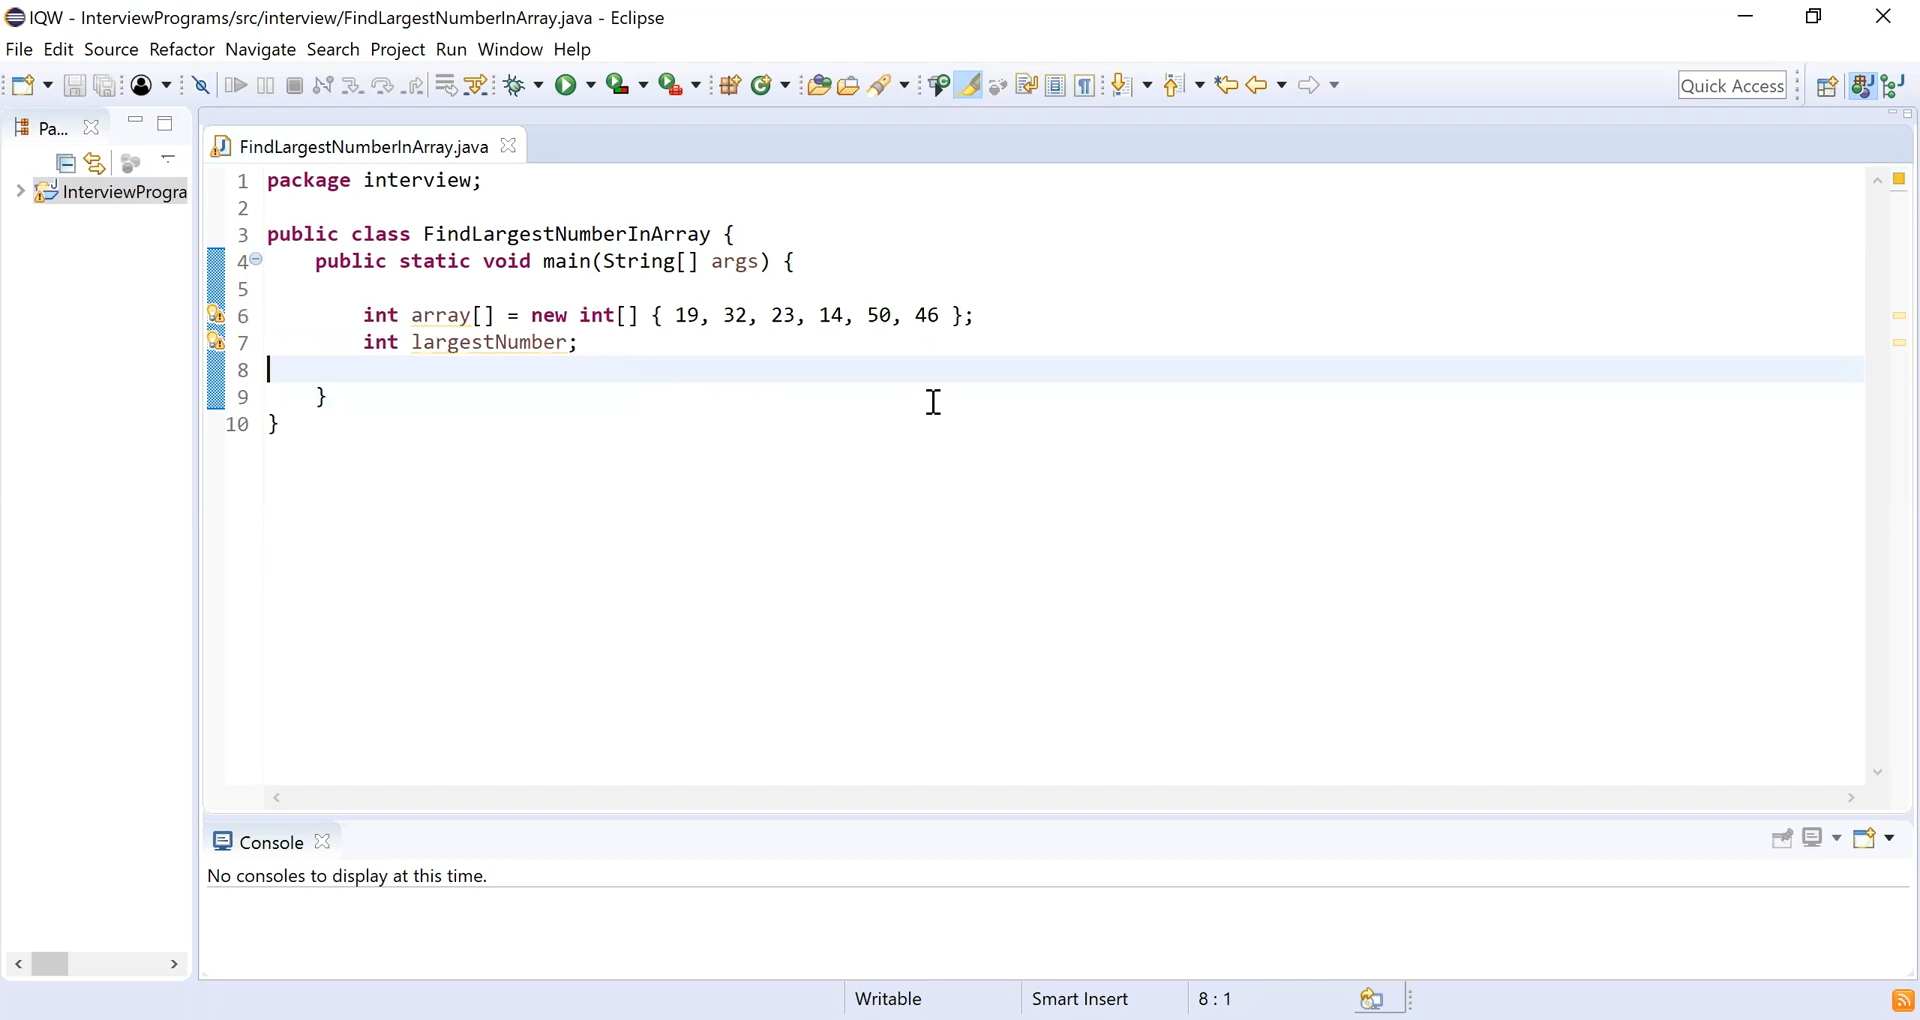 IQW - InterviewPrograms/src/interview/FindLargestNumberInArray.java - Eclipse
File Edit Source Refactor Navigate Search Project Run Window Help
Quick Access
Pa...
FindLargestNumberInArray.java
InterviewProgra
1 package interview;
2
3 public class FindLargestNumberInArray {
4 public static void main(String[] args) {
5
6 int array[] = new int[] { 19, 32, 23, 14, 50, 46 };
7 int largestNumber;
8
9 }
10 }
Console
No consoles to display at this time.
Writable Smart Insert 8 : 1